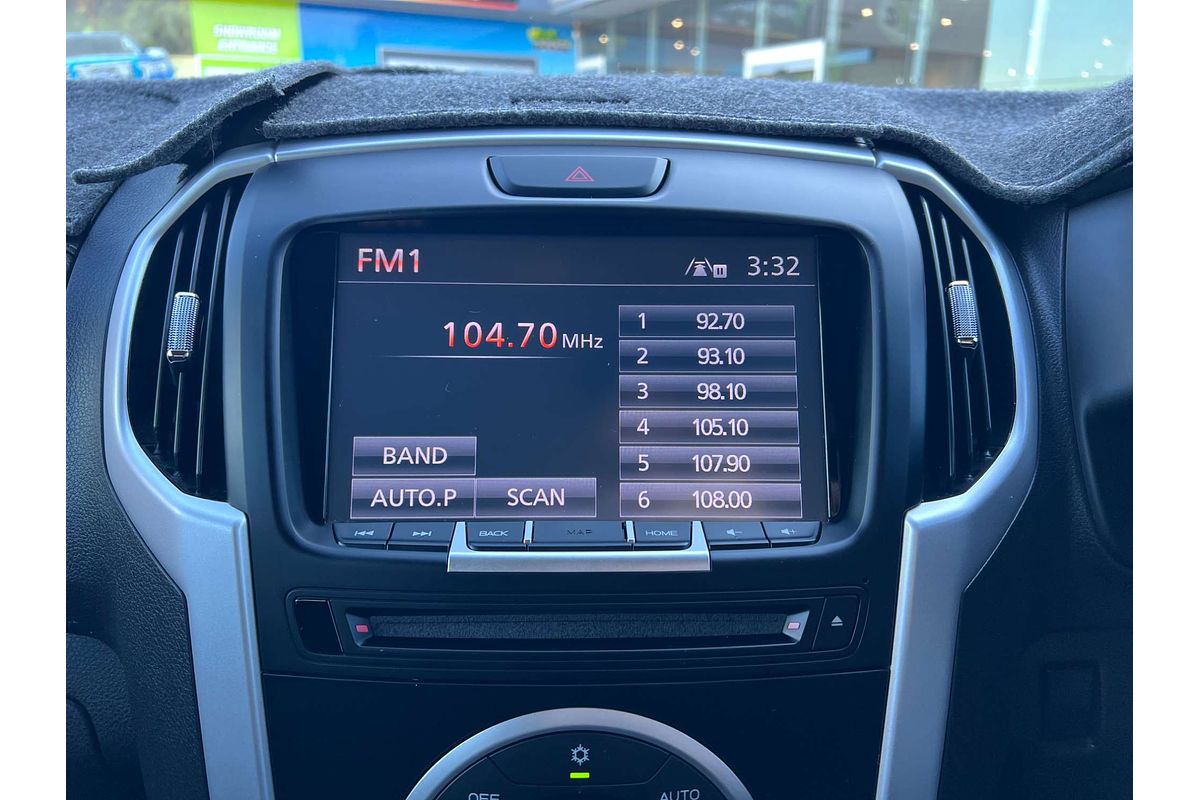 FM1
3:32
104.70 MHz
1 92.70
2 93.10
3 98.10
4 105.10
5 107.90
6 108.00
BAND
AUTO.P SCAN
BACK MAP HOME
OFF
AUTO